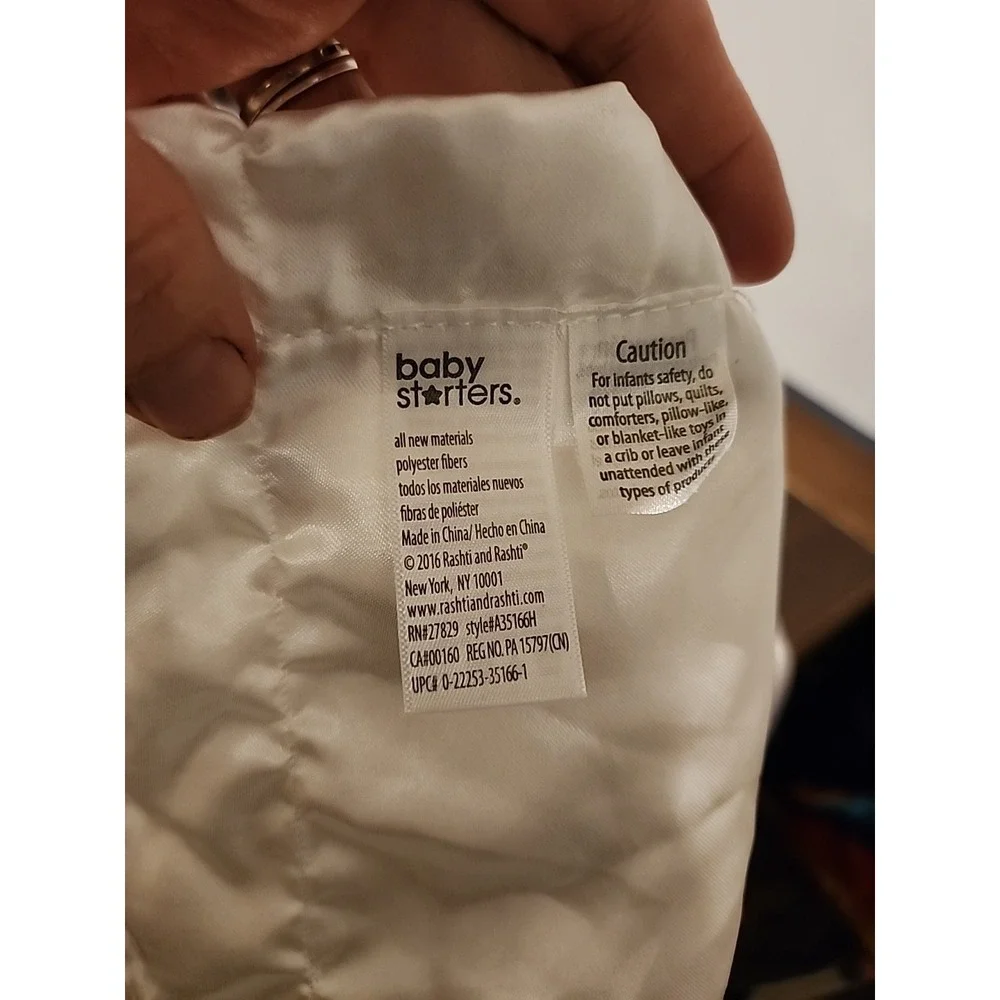 baby
st★rters.
all new materials
polyester fibers
todos los materiales nuevos
fibras de poliéster
Made in China/ Hecho en China
© 2016 Rashti and Rashti®
New York, NY 10001
www.rashtiandrashti.com
RN#27829 style#A35166H
CA#00160 REG NO. PA 15797(CN)
UPC# 0-22253-35166-1
Caution
For infants safety, do
not put pillows, quilts,
comforters, pillow-like,
or blanket-like toys in
a crib or leave infant
unattended with these
types of products.